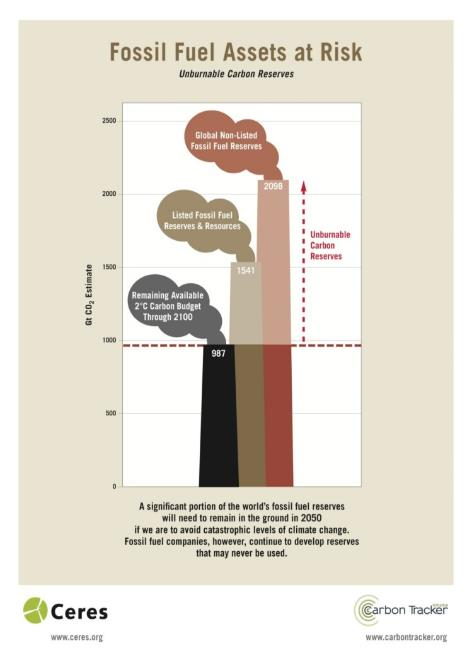 Fossil Fuel Assets at Risk
Unburnable Carbon Reserves
2500
2000
1500
1000
500
0
Gt CO₂ Estimate
Global Non-Listed
Fossil Fuel Reserves
2098
Listed Fossil Fuel
Reserves & Resources
1541
Unburnable
Carbon
Reserves
Remaining Available
2°C Carbon Budget
Through 2100
987
A significant portion of the world's fossil fuel reserves
will need to remain in the ground in 2050
if we are to avoid catastrophic levels of climate change.
Fossil fuel companies, however, continue to develop reserves
that may never be used.
Ceres
www.ceres.org
Carbon Tracker
www.carbontracker.org